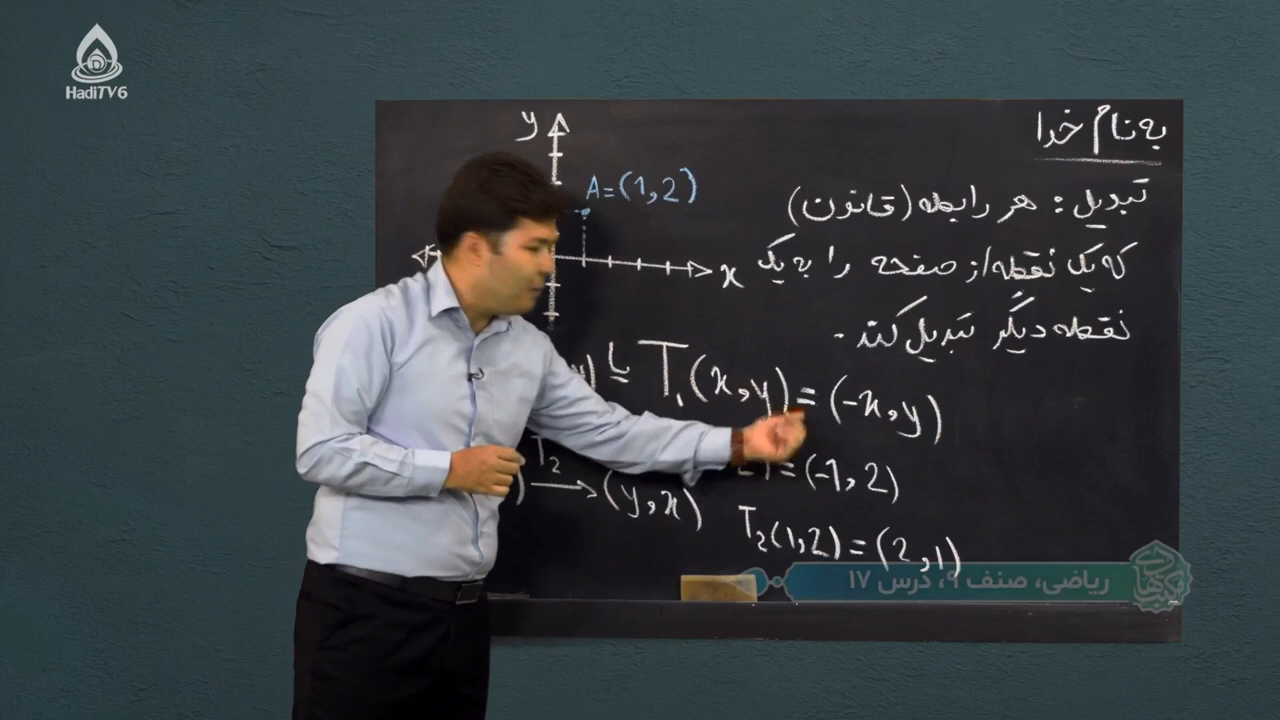 HadiTV6
به نام خدا
تبدیل: هر رابطه (قانون)
که یک نقطه از صفحه را به یک
نقطه دیگر تبدیل کند.
y
A=(1,2)
x
y) یا T₁(x,y)=(-x,y)
2)=(-1,2)
) T₂ → (y,x)
T₂(1,2)=(2,1)
ریاضی، صنف ۹، درس ۱۷